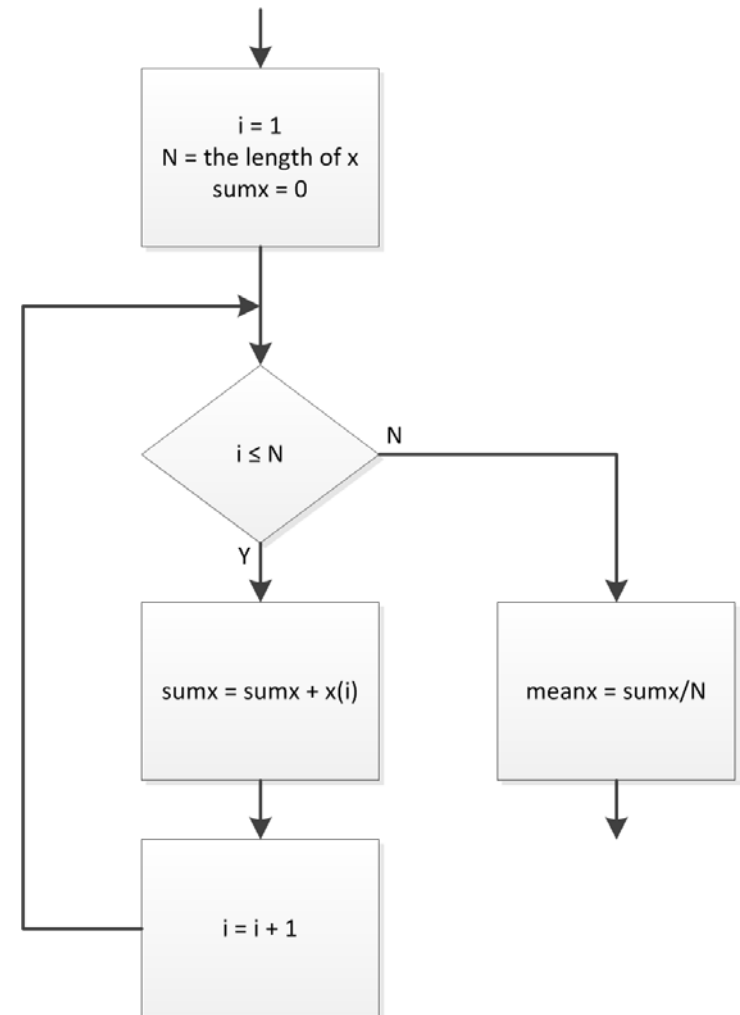 i = 1
N = the length of x
sumx = 0
i ≤ N
N
Y
sumx = sumx + x(i)
meanx = sumx/N
i = i + 1